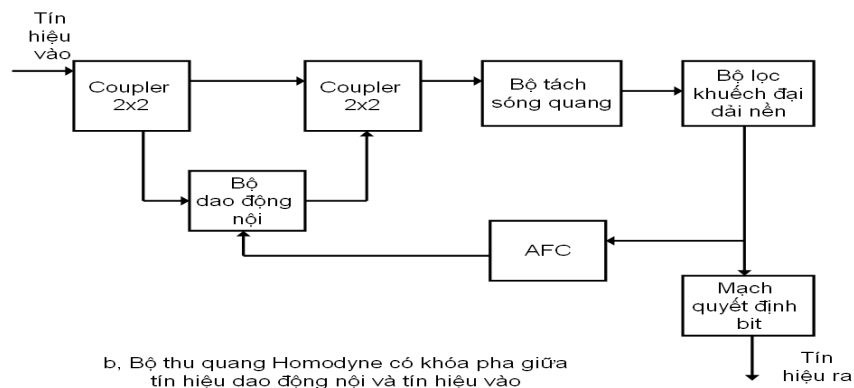 Tín
hiệu
vào
Coupler
2x2
Coupler
2x2
Bộ tách
sóng quang
Bộ lọc
khuếch đại
dải nền
Bộ
dao động
nội
AFC
Mạch
quyết định
bit
Tín
hiệu ra
b, Bộ thu quang Homodyne có khóa pha giữa
tín hiệu dao động nội và tín hiệu vào